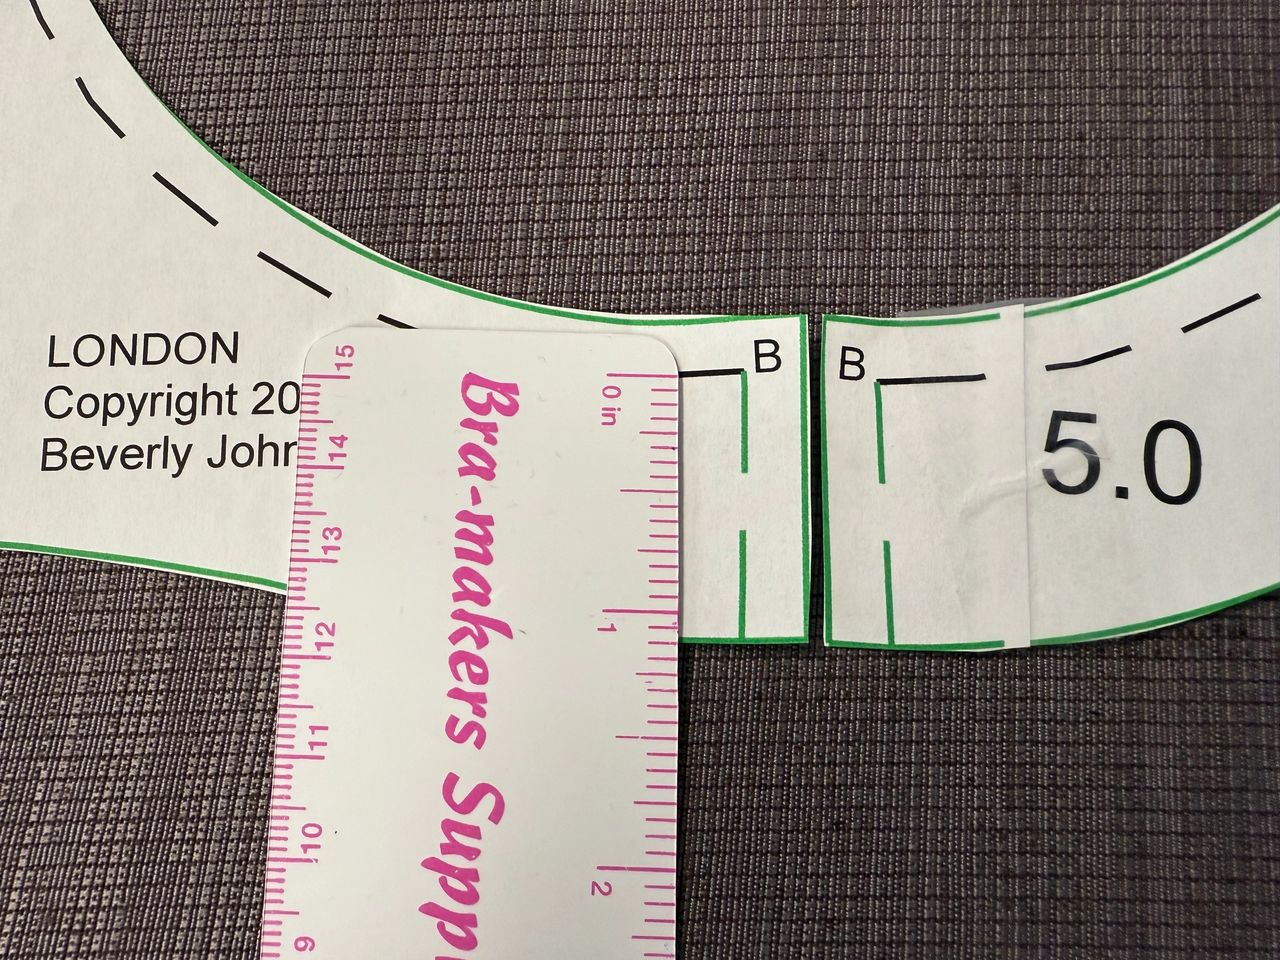 LONDON
Copyright 20
Beverly John
B
B
5.0
15
14
13
12
11
10
9
Bra-makers Supp
0 in
1
2